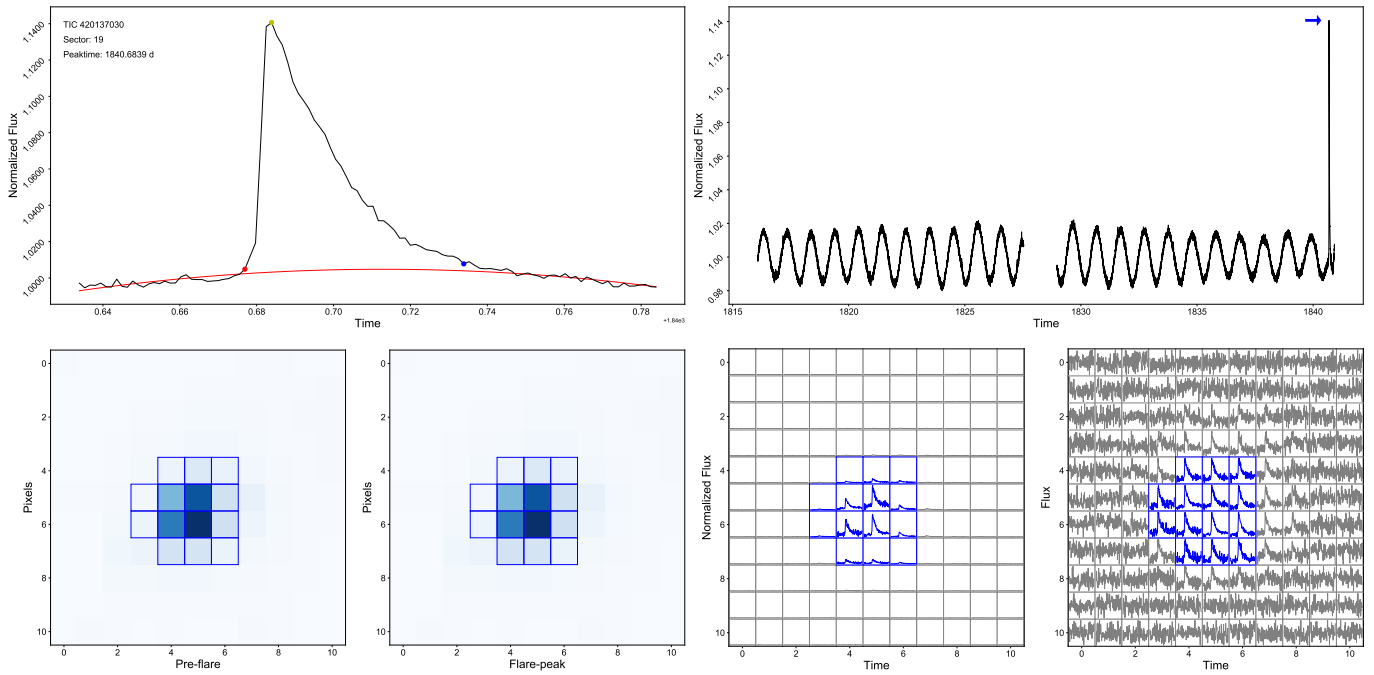 TIC 420137030
Sector: 19
Peaktime: 1840.6839 d
Normalized Flux
1.1400
1.1200
1.1000
1.0800
1.0600
1.0400
1.0200
1.0000
0.64 0.66 0.68 0.70 0.72 0.74 0.76 0.78
Time
+1.84e3
Normalized Flux
1.14
1.12
1.10
1.08
1.06
1.04
1.02
1.00
0.98
1815 1820 1825 1830 1835 1840
Time
Pixels
0
2
4
6
8
10
0 2 4 6 8 10
Pre-flare
Pixels
0
2
4
6
8
10
0 2 4 6 8 10
Flare-peak
Normalized Flux
0
2
4
6
8
10
0 2 4 6 8 10
Time
Flux
0
2
4
6
8
10
0 2 4 6 8 10
Time